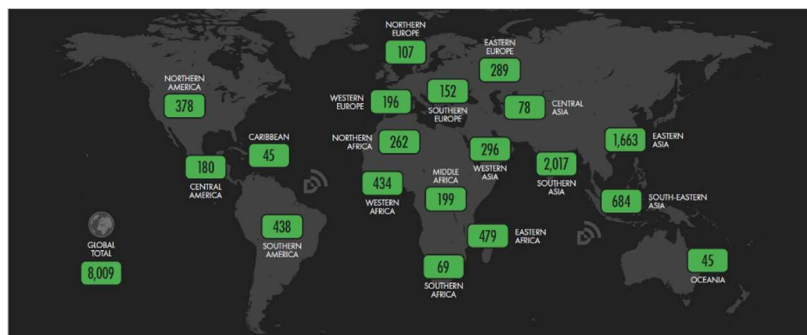 NORTHERN
EUROPE
107
EASTERN
EUROPE
289
NORTHERN
AMERICA
378
WESTERN
EUROPE
196
152
SOUTHERN
EUROPE
78
CENTRAL
ASIA
CARIBBEAN
45
NORTHERN
AFRICA
262
296
WESTERN
ASIA
1,663
EASTERN
ASIA
180
CENTRAL
AMERICA
434
WESTERN
AFRICA
MIDDLE
AFRICA
199
2,017
SOUTHERN
ASIA
684
SOUTH-EASTERN
ASIA
438
SOUTHERN
AMERICA
479
EASTERN
AFRICA
GLOBAL
TOTAL
8,009
69
SOUTHERN
AFRICA
45
OCEANIA